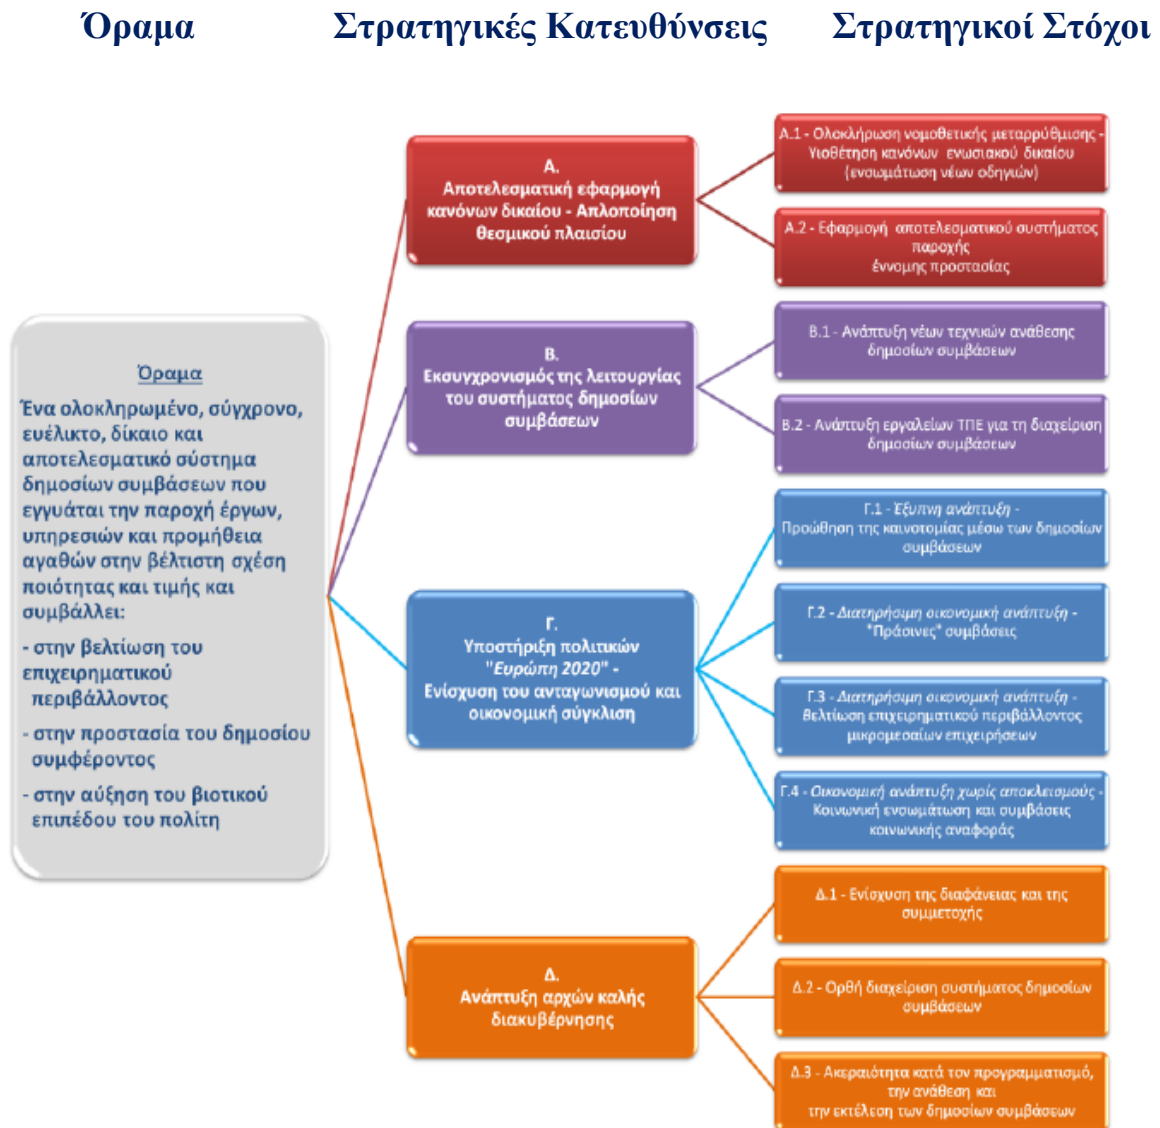 Όραμα Στρατηγικές Κατευθύνσεις Στρατηγικοί Στόχοι
Όραμα
Ένα ολοκληρωμένο, σύγχρονο,
ευέλικτο, δίκαιο και
αποτελεσματικό σύστημα
δημοσίων συμβάσεων που
εγγυάται την παροχή έργων,
υπηρεσιών και προμήθεια
αγαθών στην βέλτιστη σχέση
ποιότητας και τιμής και
συμβάλλει:
- στην βελτίωση του
επιχειρηματικού
περιβάλλοντος
- στην προστασία του δημοσίου
συμφέροντος
- στην αύξηση του βιοτικού
επιπέδου του πολίτη
Α.
Αποτελεσματική εφαρμογή
κανόνων δικαίου - Απλοποίηση
θεσμικού πλαισίου
Α.1 - Ολοκλήρωση νομοθετικής μεταρρύθμισης -
Υιοθέτηση κανόνων ενωσιακού δικαίου
(ενσωμάτωση νέων οδηγιών)
Α.2 - Εφαρμογή αποτελεσματικού συστήματος
παροχής
έννομης προστασίας
Β.
Εκσυγχρονισμός της λειτουργίας
του συστήματος δημοσίων
συμβάσεων
Β.1 - Ανάπτυξη νέων τεχνικών ανάθεσης
δημοσίων συμβάσεων
Β.2 - Ανάπτυξη εργαλείων ΤΠΕ για τη διαχείριση
δημοσίων συμβάσεων
Γ.
Υποστήριξη πολιτικών
"Ευρώπη 2020" -
Ενίσχυση του ανταγωνισμού και
οικονομική σύγκλιση
Γ.1 - Έξυπνη ανάπτυξη -
Προώθηση της καινοτομίας μέσω των δημοσίων
συμβάσεων
Γ.2 - Διατηρήσιμη οικονομική ανάπτυξη -
"Πράσινες" συμβάσεις
Γ.3 - Διατηρήσιμη οικονομική ανάπτυξη -
Βελτίωση επιχειρηματικού περιβάλλοντος
μικρομεσαίων επιχειρήσεων
Γ.4 - Οικονομική ανάπτυξη χωρίς αποκλεισμούς -
Κοινωνική ενσωμάτωση και συμβάσεις
κοινωνικής αναφοράς
Δ.
Ανάπτυξη αρχών καλής
διακυβέρνησης
Δ.1 - Ενίσχυση της διαφάνειας και της
συμμετοχής
Δ.2 - Ορθή διαχείριση συστήματος δημοσίων
συμβάσεων
Δ.3 - Ακεραιότητα κατά τον προγραμματισμό,
την ανάθεση και
την εκτέλεση των δημοσίων συμβάσεων